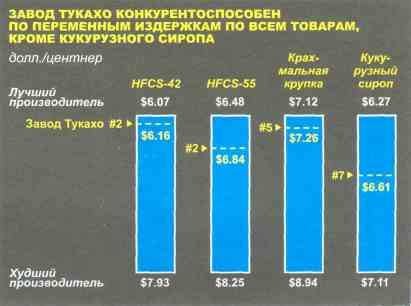 ЗАВОД ТУКАХО КОНКУРЕНТОСПОСОБЕН
ПО ПЕРЕМЕННЫМ ИЗДЕРЖКАМ ПО ВСЕМ ТОВАРАМ,
КРОМЕ КУКУРУЗНОГО СИРОПА
долл./центнер
HFCS-42 HFCS-55 Крах-мальная крупка Куку-рузный сироп
Лучший
производитель $6.07 $6.48 $7.12 $6.27
Завод Тукахо #2 $6.16
#2 $6.84
#5 $7.26
#7 $6.61
Худший
производитель $7.93 $8.25 $8.94 $7.11